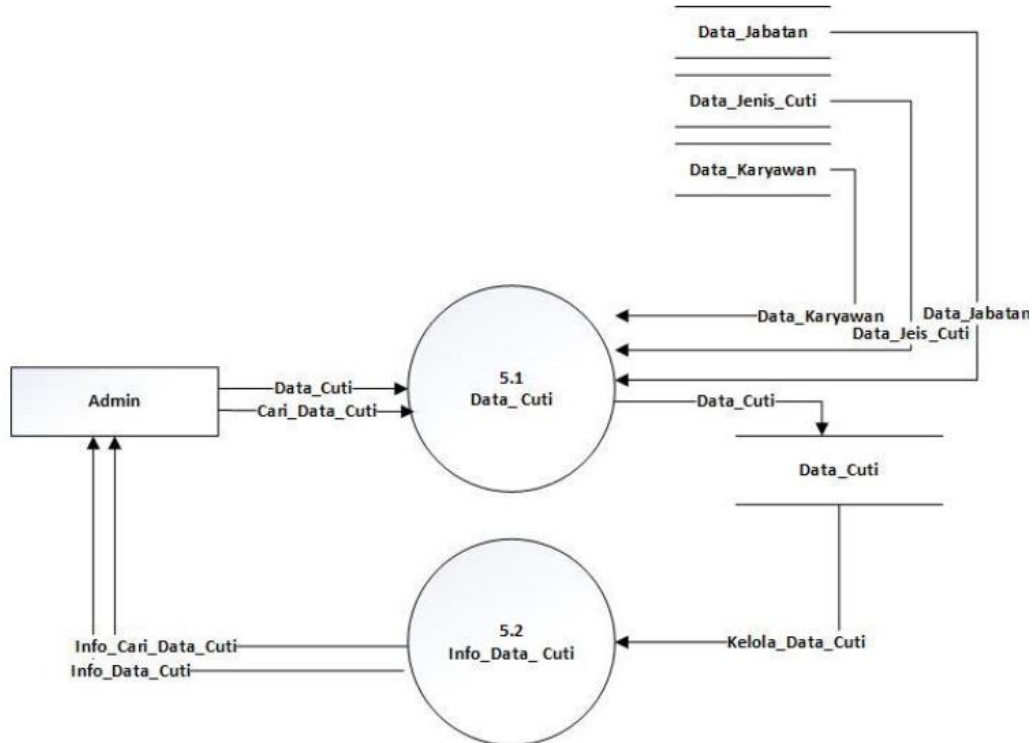 Data_Jabatan
Data_Jenis_Cuti
Data_Karyawan
Data_Karyawan
Data_Jabatan
Data_Jeis_Cuti
Admin
Data_Cuti
Cari_Data_Cuti
5.1
Data_ Cuti
Data_Cuti
Data_Cuti
5.2
Info_Data_ Cuti
Kelola_Data_Cuti
Info_Cari_Data_Cuti
Info_Data_Cuti